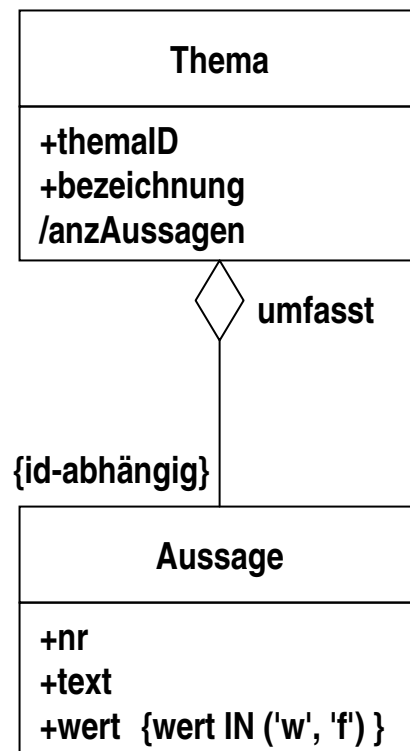 Thema
+themaID
+bezeichnung
/anzAussagen
umfasst
{id-abhängig}
Aussage
+nr
+text
+wert {wert IN ('w', 'f') }